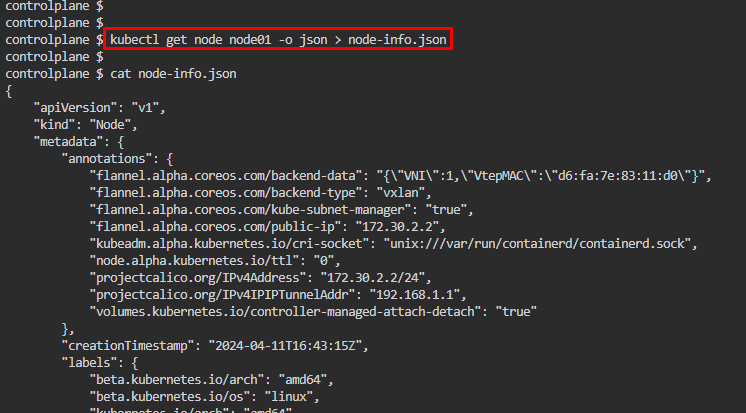 controlplane $
controlplane $
controlplane $ kubectl get node node01 -o json > node-info.json
controlplane $
controlplane $ cat node-info.json
{
    "apiVersion": "v1",
    "kind": "Node",
    "metadata": {
        "annotations": {
            "flannel.alpha.coreos.com/backend-data": "{\"VNI\":1,\"VtepMAC\":\"d6:fa:7e:83:11:d0\"}",
            "flannel.alpha.coreos.com/backend-type": "vxlan",
            "flannel.alpha.coreos.com/kube-subnet-manager": "true",
            "flannel.alpha.coreos.com/public-ip": "172.30.2.2",
            "kubeadm.alpha.kubernetes.io/cri-socket": "unix:///var/run/containerd/containerd.sock",
            "node.alpha.kubernetes.io/ttl": "0",
            "projectcalico.org/IPv4Address": "172.30.2.2/24",
            "projectcalico.org/IPv4IPIPTunnelAddr": "192.168.1.1",
            "volumes.kubernetes.io/controller-managed-attach-detach": "true"
        },
        "creationTimestamp": "2024-04-11T16:43:15Z",
        "labels": {
            "beta.kubernetes.io/arch": "amd64",
            "beta.kubernetes.io/os": "linux",
            "kubernetes.io/arch": "amd64",